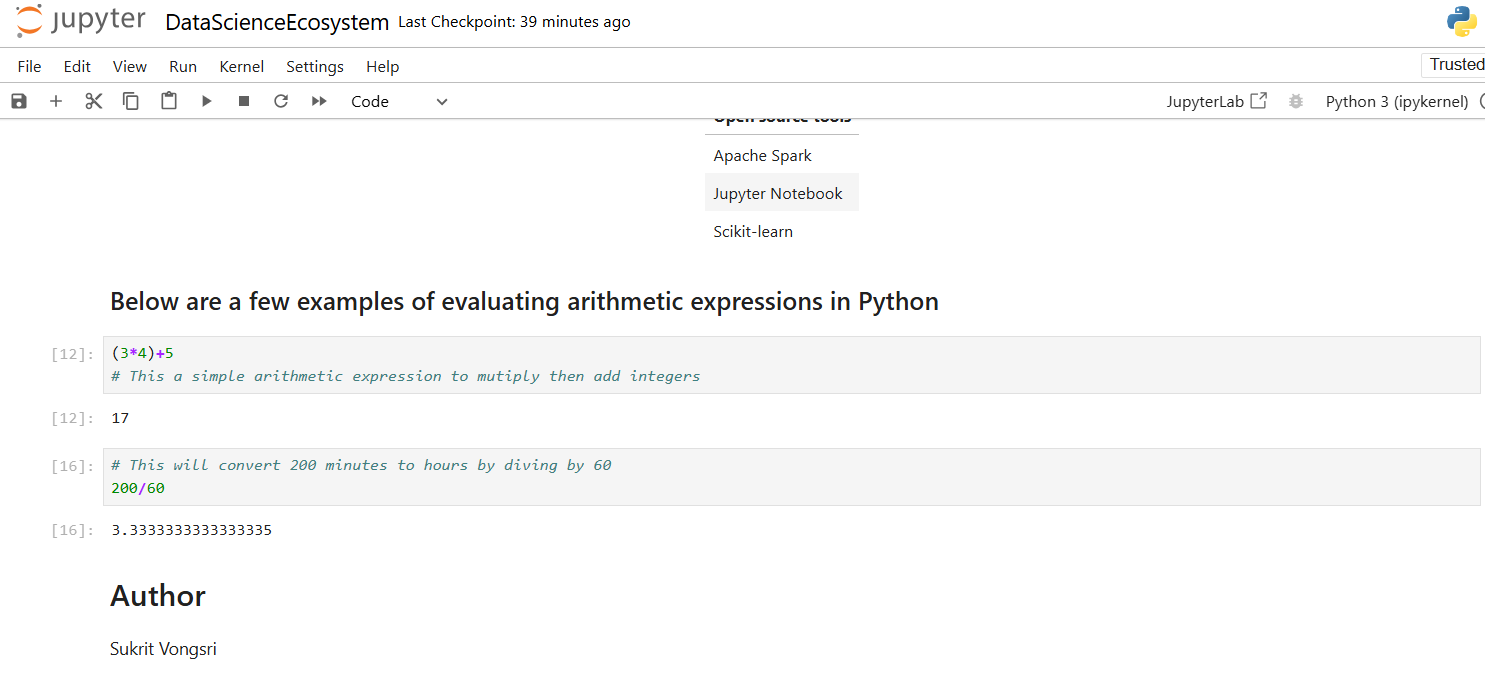 jupyter DataScienceEcosystem Last Checkpoint: 39 minutes ago
File Edit View Run Kernel Settings Help Trusted
Code JupyterLab Python 3 (ipykernel)
Open source tools
Apache Spark
Jupyter Notebook
Scikit-learn
Below are a few examples of evaluating arithmetic expressions in Python
[12]: (3*4)+5
# This a simple arithmetic expression to mutiply then add integers
[12]: 17
[16]: # This will convert 200 minutes to hours by diving by 60
200/60
[16]: 3.3333333333333335
Author
Sukrit Vongsri